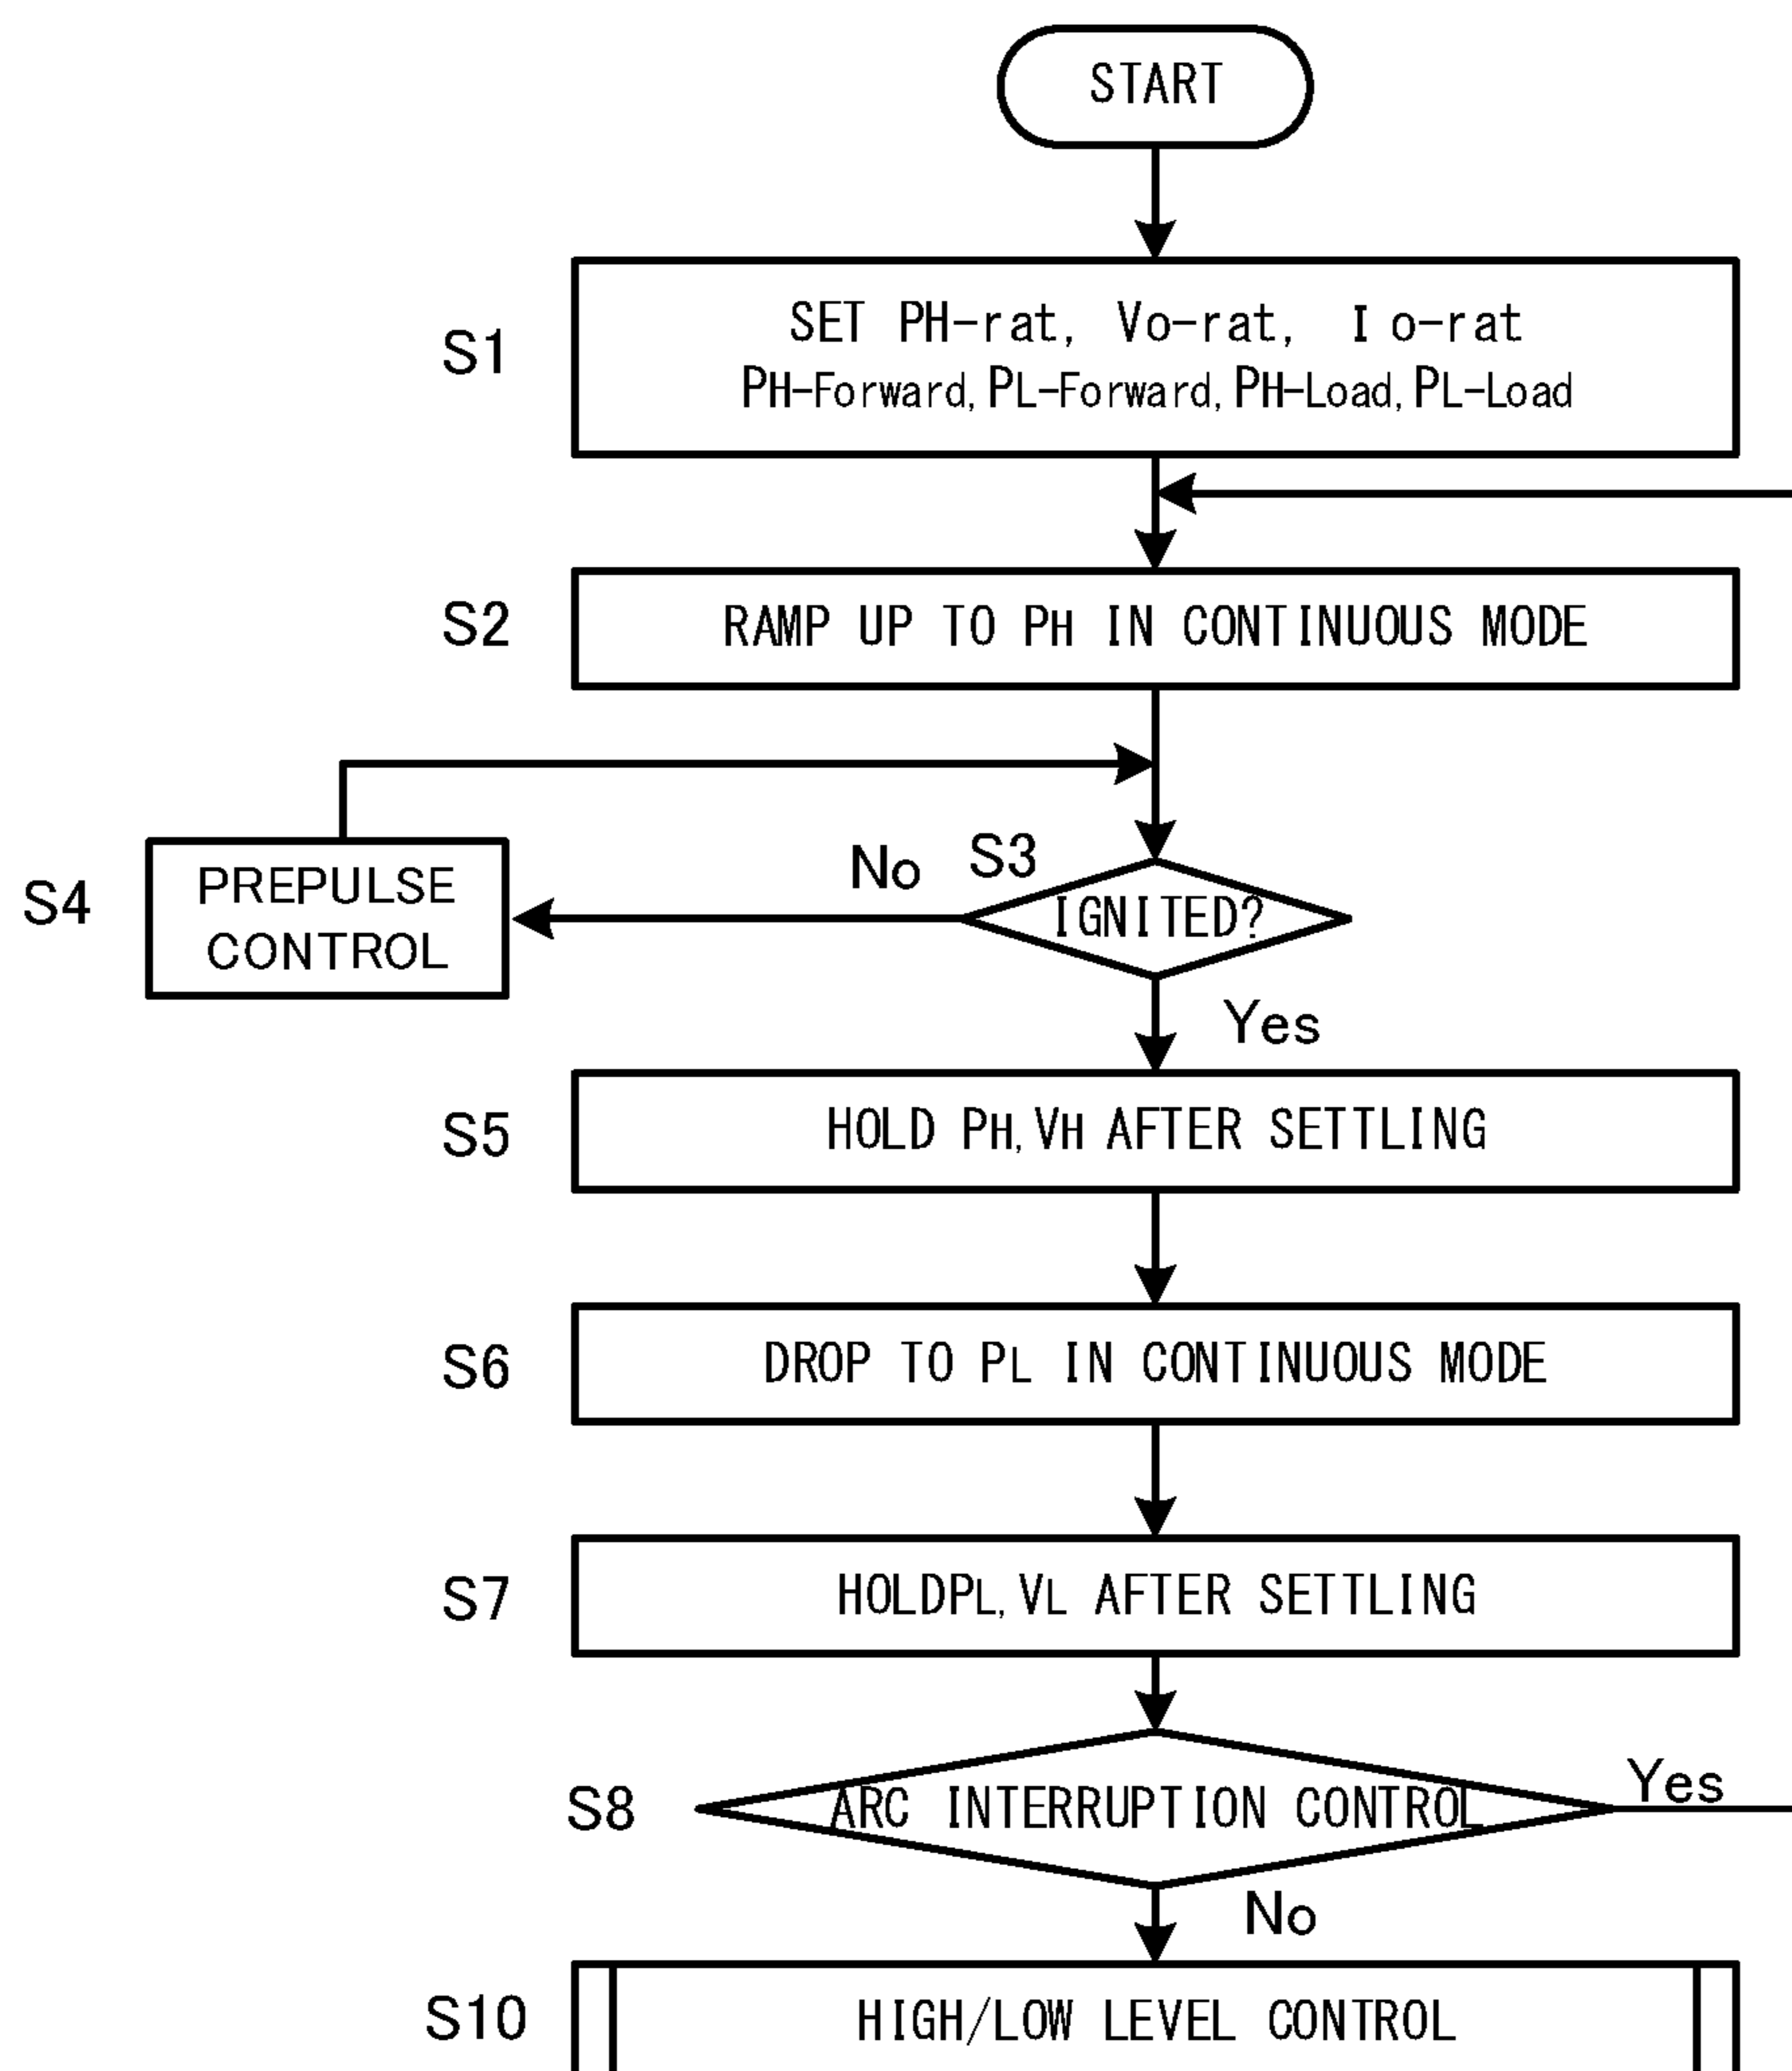 START
S1
SET PH-rat, Vo-rat, Io-rat
PH-Forward, PL-Forward, PH-Load, PL-Load
S2
RAMP UP TO PH IN CONTINUOUS MODE
No
S3
IGNITED?
S4
PREPULSE
CONTROL
Yes
S5
HOLD PH, VH AFTER SETTLING
S6
DROP TO PL IN CONTINUOUS MODE
S7
HOLDPL, VL AFTER SETTLING
S8
ARC INTERRUPTION CONTROL
Yes
No
S10
HIGH/LOW LEVEL CONTROL